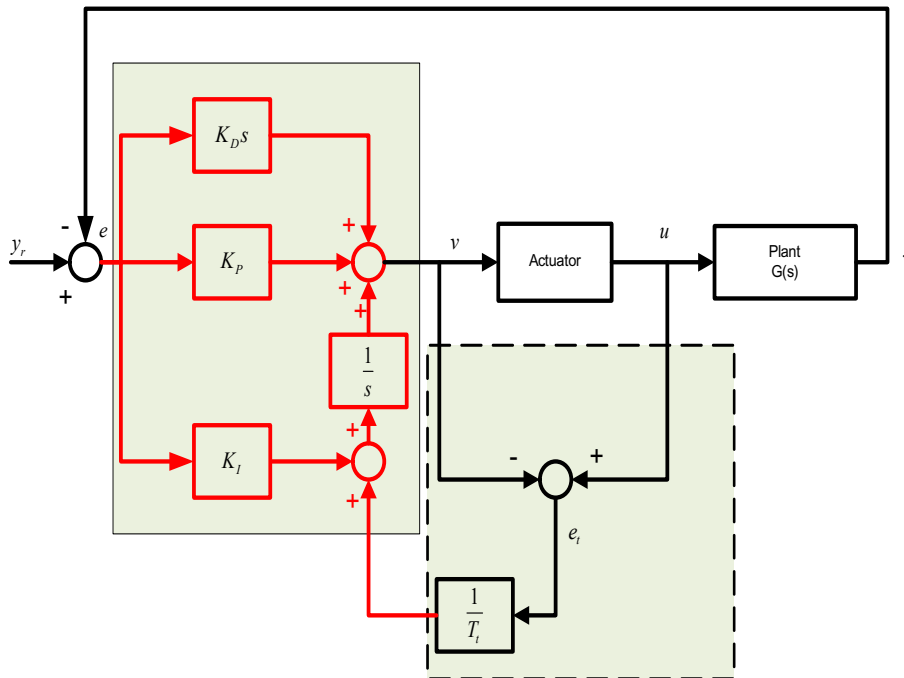 K_D s
-
e
y_r
+
K_P
+
+
+
v
Actuator
u
Plant
G(s)
1
s
+
K_I
+
-
+
e_t
1
T_t